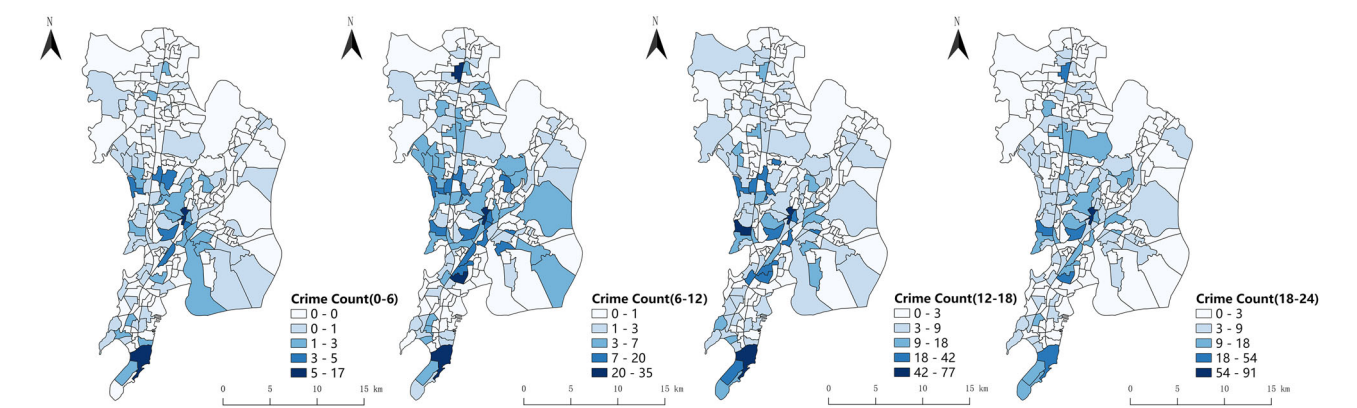 N
N
N
N
Crime Count(0-6)
0 - 0
0 - 1
1 - 3
3 - 5
5 - 17
0 5 10 15 km
Crime Count(6-12)
0 - 1
1 - 3
3 - 7
7 - 20
20 - 35
0 5 10 15 km
Crime Count(12-18)
0 - 3
3 - 9
9 - 18
18 - 42
42 - 77
0 5 10 15 km
Crime Count(18-24)
0 - 3
3 - 9
9 - 18
18 - 54
54 - 91
0 5 10 15 km